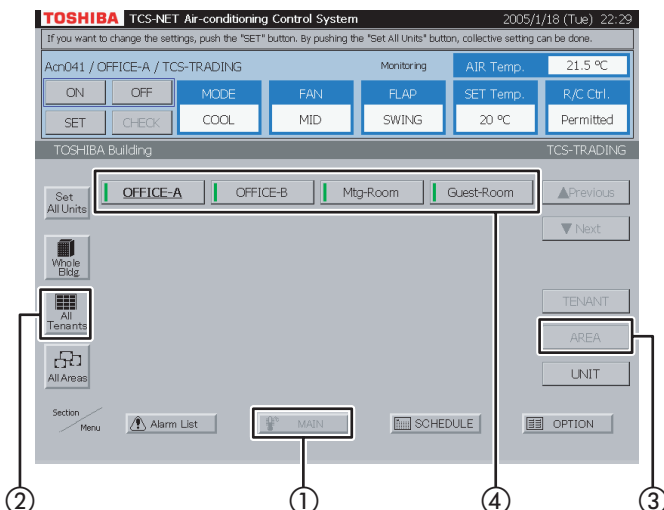 TOSHIBA TCS-NET Air-conditioning Control System 2005/1/18 (Tue) 22:29
If you want to change the settings, push the "SET" button. By pushing the "Set All Units" button, collective setting can be done.
Acn041 / OFFICE-A / TCS-TRADING Monitoring AIR Temp. 21.5 °C
ON OFF MODE FAN FLAP SET Temp. R/C Ctrl.
SET CHECK COOL MID SWING 20 °C Permitted
TOSHIBA Building TCS-TRADING
Set All Units
OFFICE-A OFFICE-B Mtg-Room Guest-Room
▲Previous
▼Next
Whole
Bldg
All
Tenants
TENANT
AREA
All Areas
UNIT
Section
Menu
Alarm List MAIN SCHEDULE OPTION
② ① ④ ③